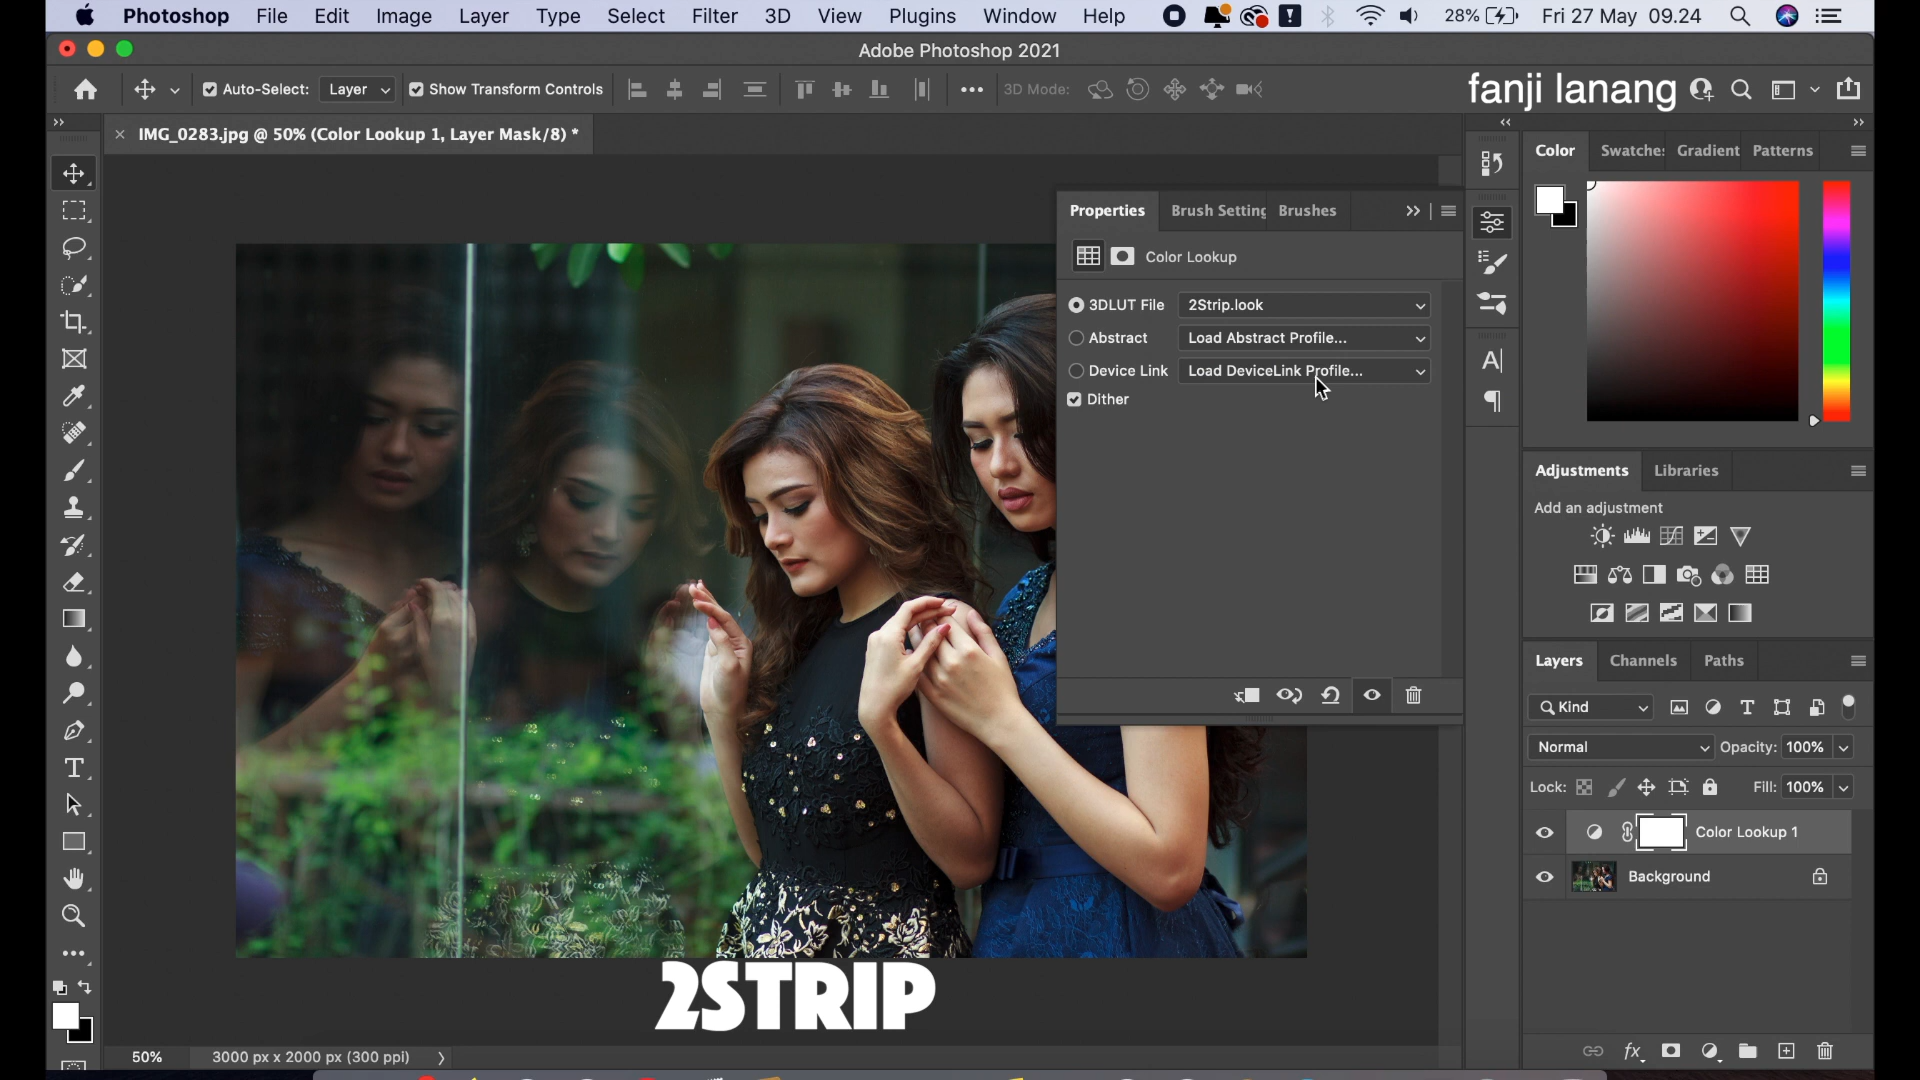 Photoshop File Edit Image Layer Type Select Filter 3D View Plugins Window Help 28% Fri 27 May 09.24
Adobe Photoshop 2021
Auto-Select: Layer Show Transform Controls 3D Mode: fanji lanang
IMG_0283.jpg @ 50% (Color Lookup 1, Layer Mask/8) *
Color Swatches Gradient Patterns
Properties Brush Setting Brushes
Color Lookup
3DLUT File 2Strip.look
Abstract Load Abstract Profile...
Device Link Load DeviceLink Profile...
Dither
Adjustments Libraries
Add an adjustment
Layers Channels Paths
Kind
Normal Opacity: 100%
Lock: Fill: 100%
Color Lookup 1
Background
2STRIP
50% 3000 px x 2000 px (300 ppi)